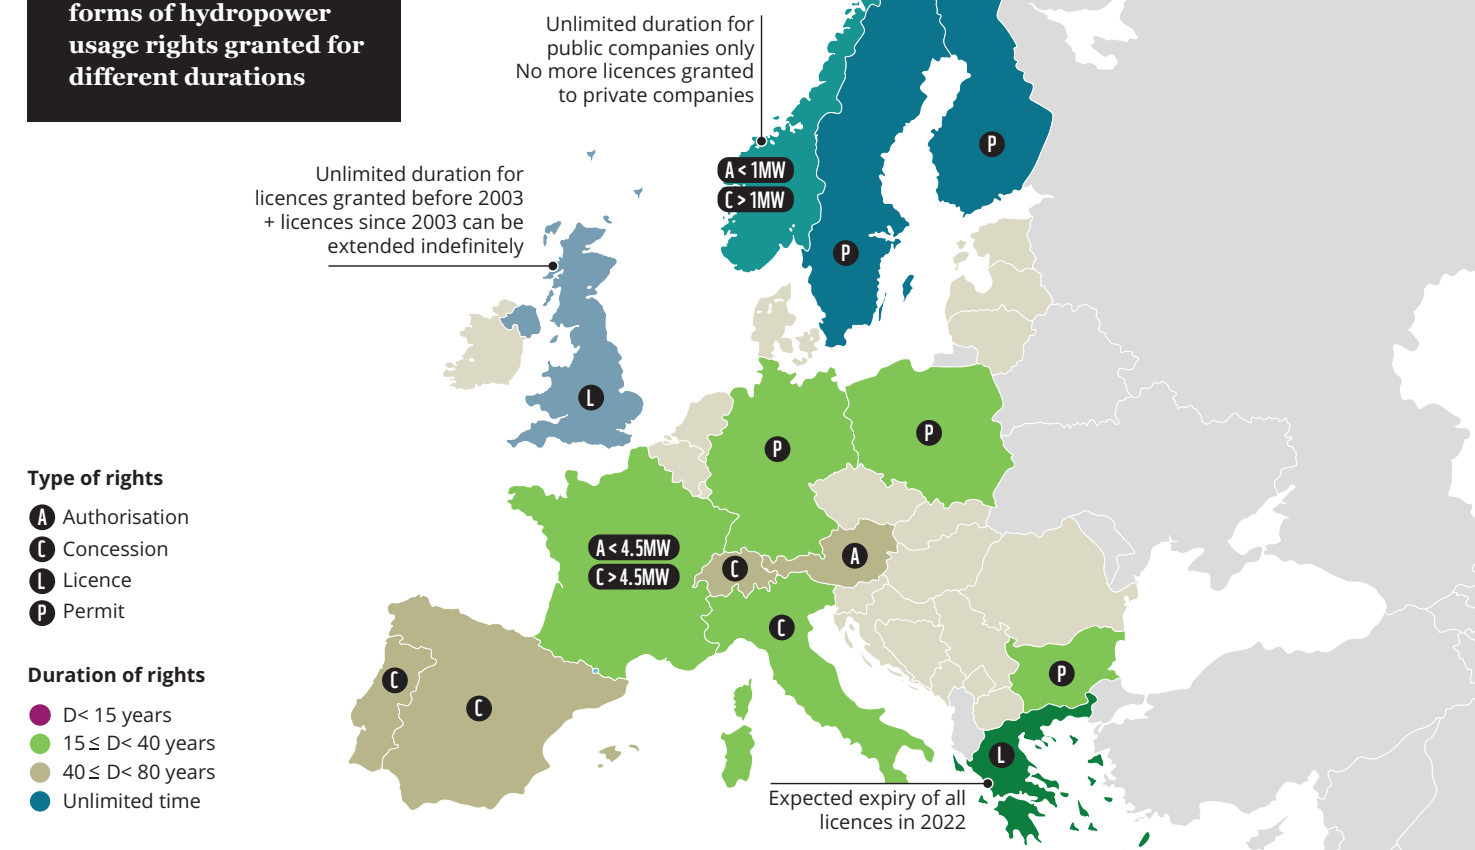 forms of hydropower
usage rights granted for
different durations
Unlimited duration for
public companies only
No more licences granted
to private companies
Unlimited duration for
licences granted before 2003
+ licences since 2003 can be
extended indefinitely
A < 1MW
C > 1MW
P
P
L
P
P
A < 4.5MW
C > 4.5MW
C
A
C
C
C
P
L
Expected expiry of all
licences in 2022
Type of rights
A Authorisation
C Concession
L Licence
P Permit
Duration of rights
D< 15 years
15≤ D< 40 years
40≤ D< 80 years
Unlimited time